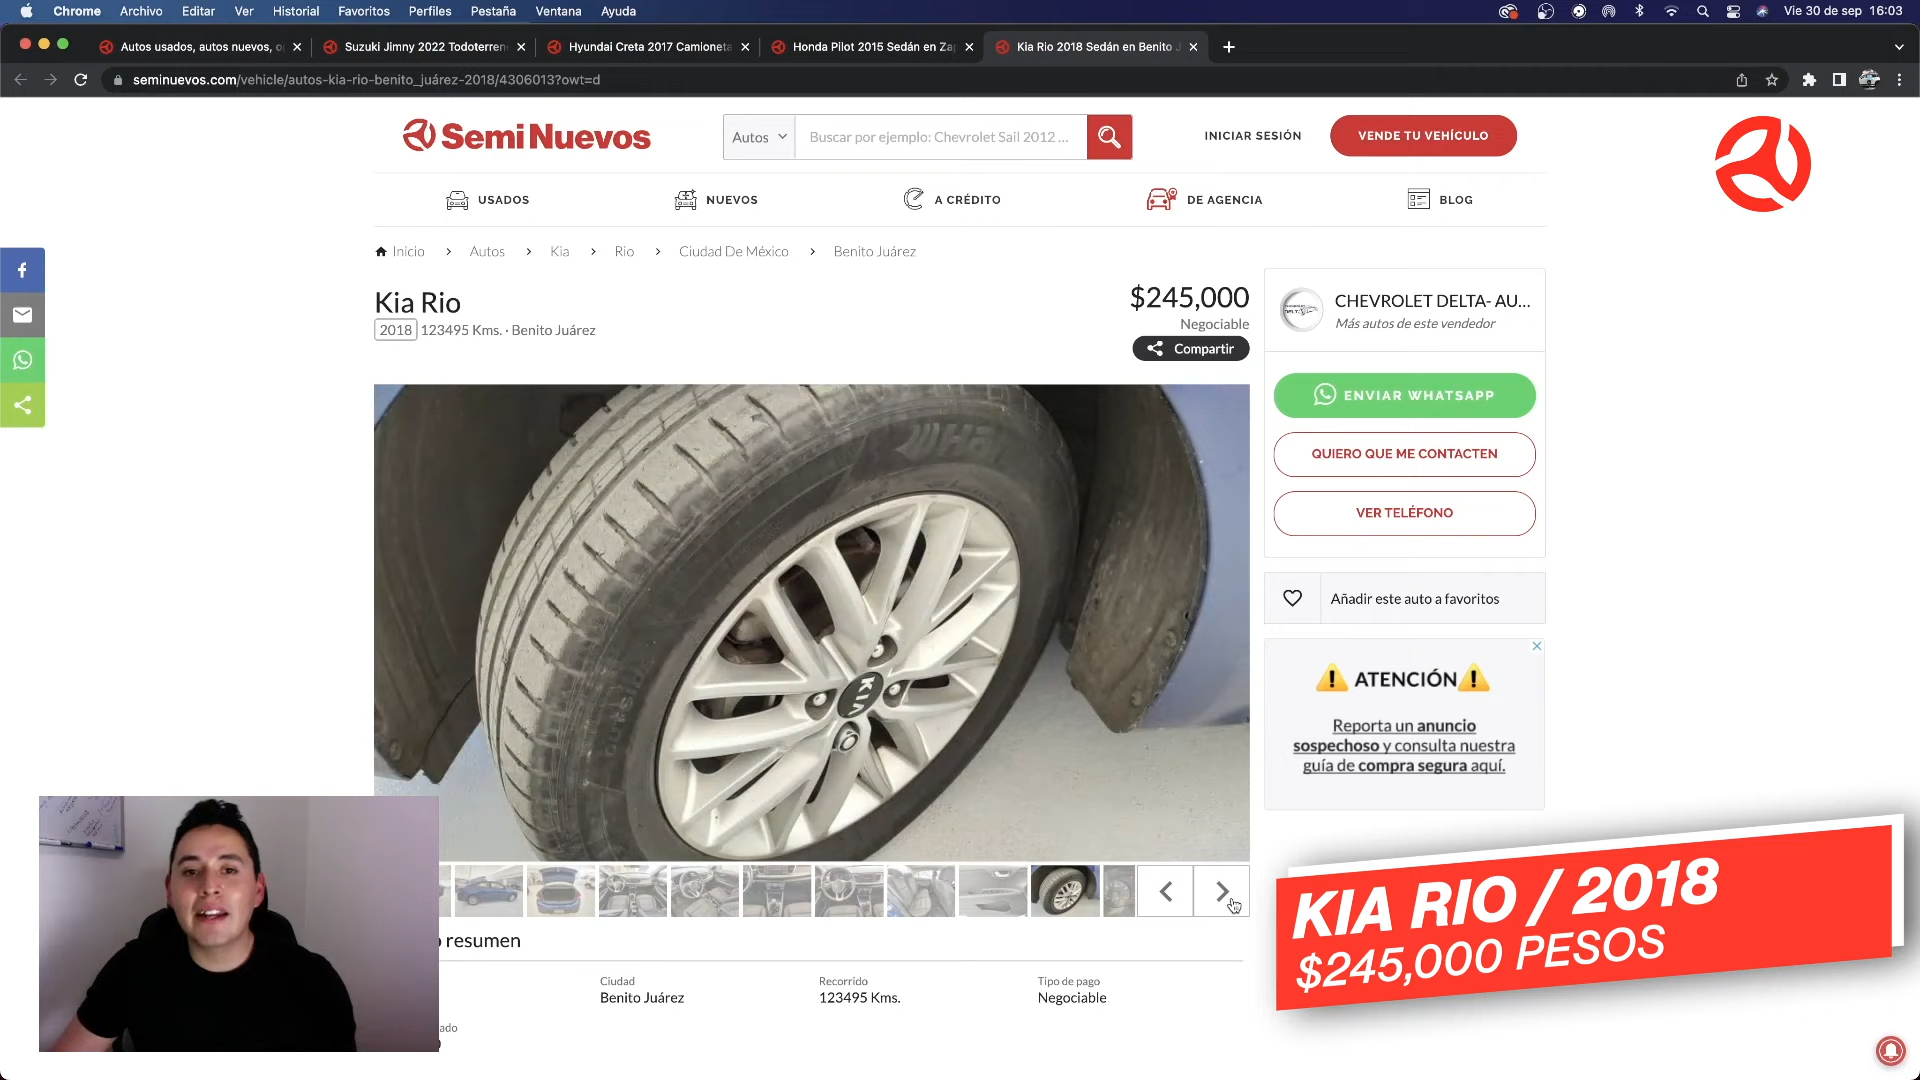 Chrome Archivo Editar Ver Historial Favoritos Perfiles Pestaña Ventana Ayuda Vie 30 de sep 16:03
Autos usados, autos nuevos, o Suzuki Jimny 2022 Todoterren Hyundai Creta 2017 Camioneta Honda Pilot 2015 Sedán en Za Kia Rio 2018 Sedán en Benito J
seminuevos.com/vehicle/autos-kia-rio-benito_juárez-2018/4306013?owt=d
SemiNuevos Autos Buscar por ejemplo: Chevrolet Sail 2012 ... INICIAR SESIÓN VENDE TU VEHÍCULO
USADOS NUEVOS A CRÉDITO DE AGENCIA BLOG
Inicio > Autos > Kia > Rio > Ciudad De México > Benito Juárez
Kia Rio
2018 123495 Kms. · Benito Juárez
$245,000
Negociable
Compartir
CHEVROLET DELTA- AU...
Más autos de este vendedor
ENVIAR WHATSAPP
QUIERO QUE ME CONTACTEN
VER TELÉFONO
Añadir este auto a favoritos
ATENCIÓN
Reporta un anuncio
sospechoso y consulta nuestra
guía de compra segura aquí.
KIA
resumen
Ciudad
Benito Juárez
Recorrido
123495 Kms.
Tipo de pago
Negociable
ado
KIA RIO / 2018
$245,000 PESOS